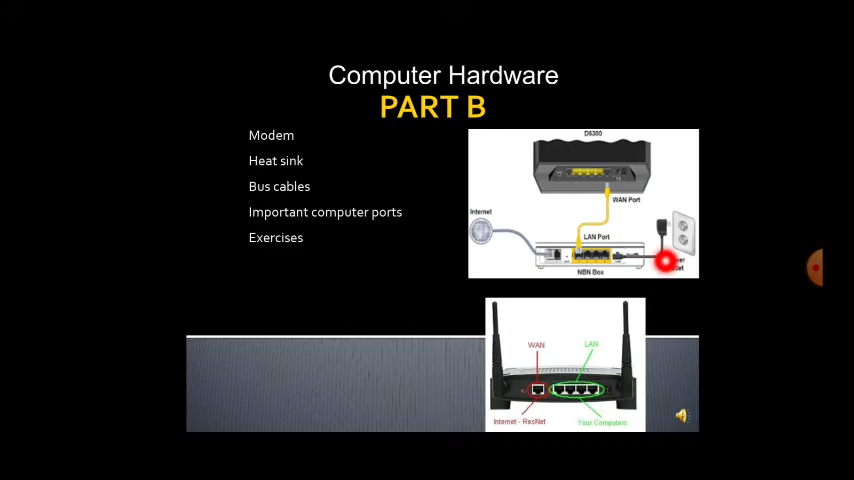 Computer Hardware
PART B
Modem
Heat sink
Bus cables
Important computer ports
Exercises
D6300
WAN Port
Internet
LAN Port
NBN Box
WAN
LAN
Internet - ResNet
Your Computers